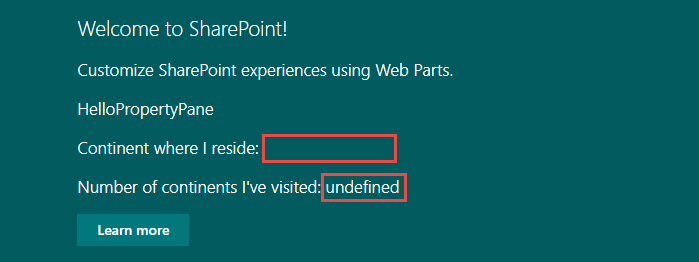 Welcome to SharePoint!
Customize SharePoint experiences using Web Parts.
HelloPropertyPane
Continent where I reside:
Number of continents I've visited: undefined
Learn more